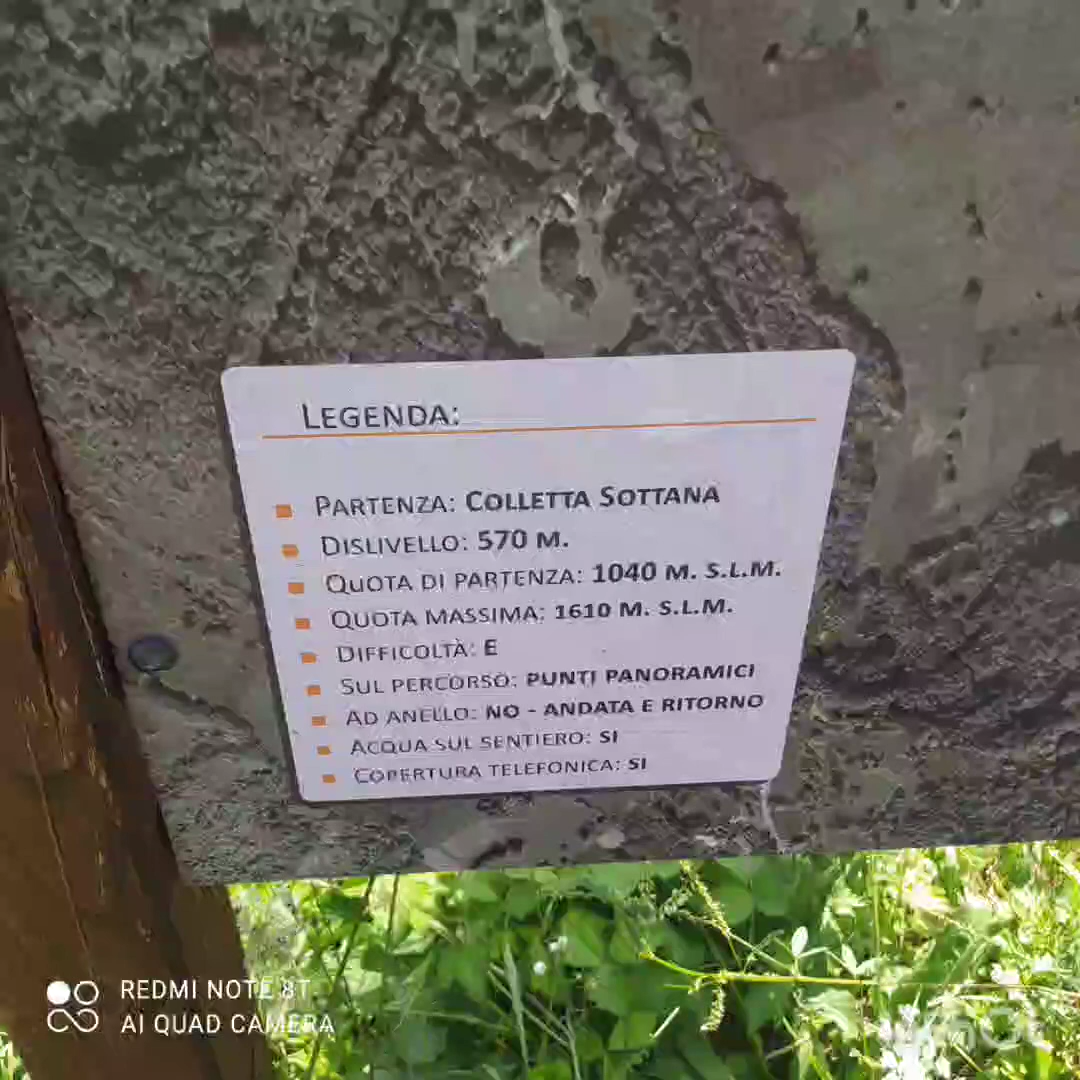 LEGENDA:
PARTENZA: COLLETTA SOTTANA
DISLIVELLO: 570 M.
QUOTA DI PARTENZA: 1040 M. S.L.M.
QUOTA MASSIMA: 1610 M. S.L.M.
DIFFICOLTÀ: E
SUL PERCORSO: PUNTI PANORAMICI
AD ANELLO: NO - ANDATA E RITORNO
ACQUA SUL SENTIERO: SI
COPERTURA TELEFONICA: SI
REDMI NOTE 8T
AI QUAD CAMERA